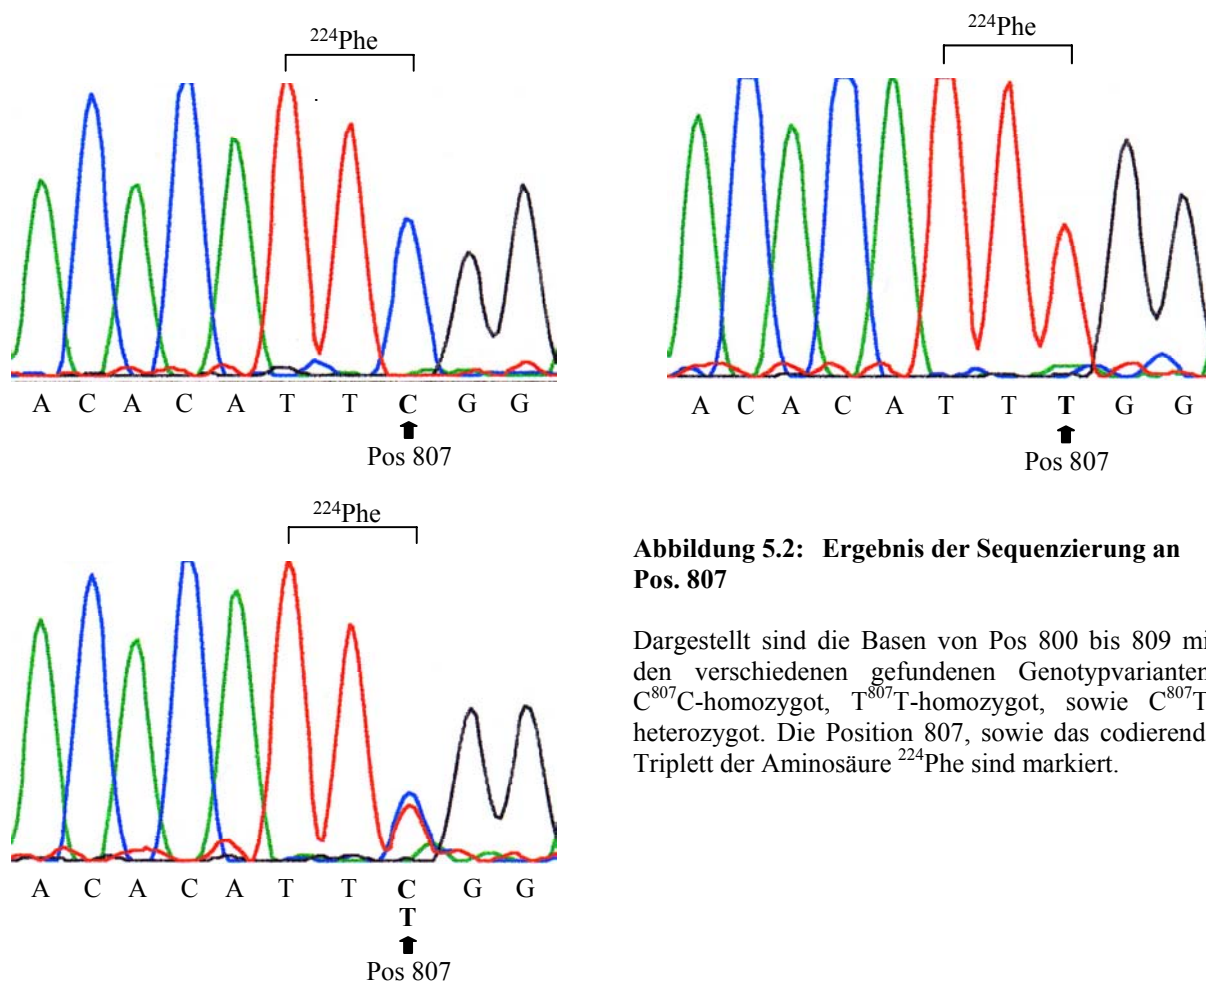 ²²⁴Phe
A C A C A T T C G G
Pos 807
²²⁴Phe
A C A C A T T T G G
Pos 807
²²⁴Phe
A C A C A T T C G G
T
Pos 807
Abbildung 5.2: Ergebnis der Sequenzierung an
Pos. 807
Dargestellt sind die Basen von Pos 800 bis 809 mi
den verschiedenen gefundenen Genotypvarianten
C⁸⁰⁷C-homozygot, T⁸⁰⁷T-homozygot, sowie C⁸⁰⁷T
heterozygot. Die Position 807, sowie das codierend
Triplett der Aminosäure ²²⁴Phe sind markiert.